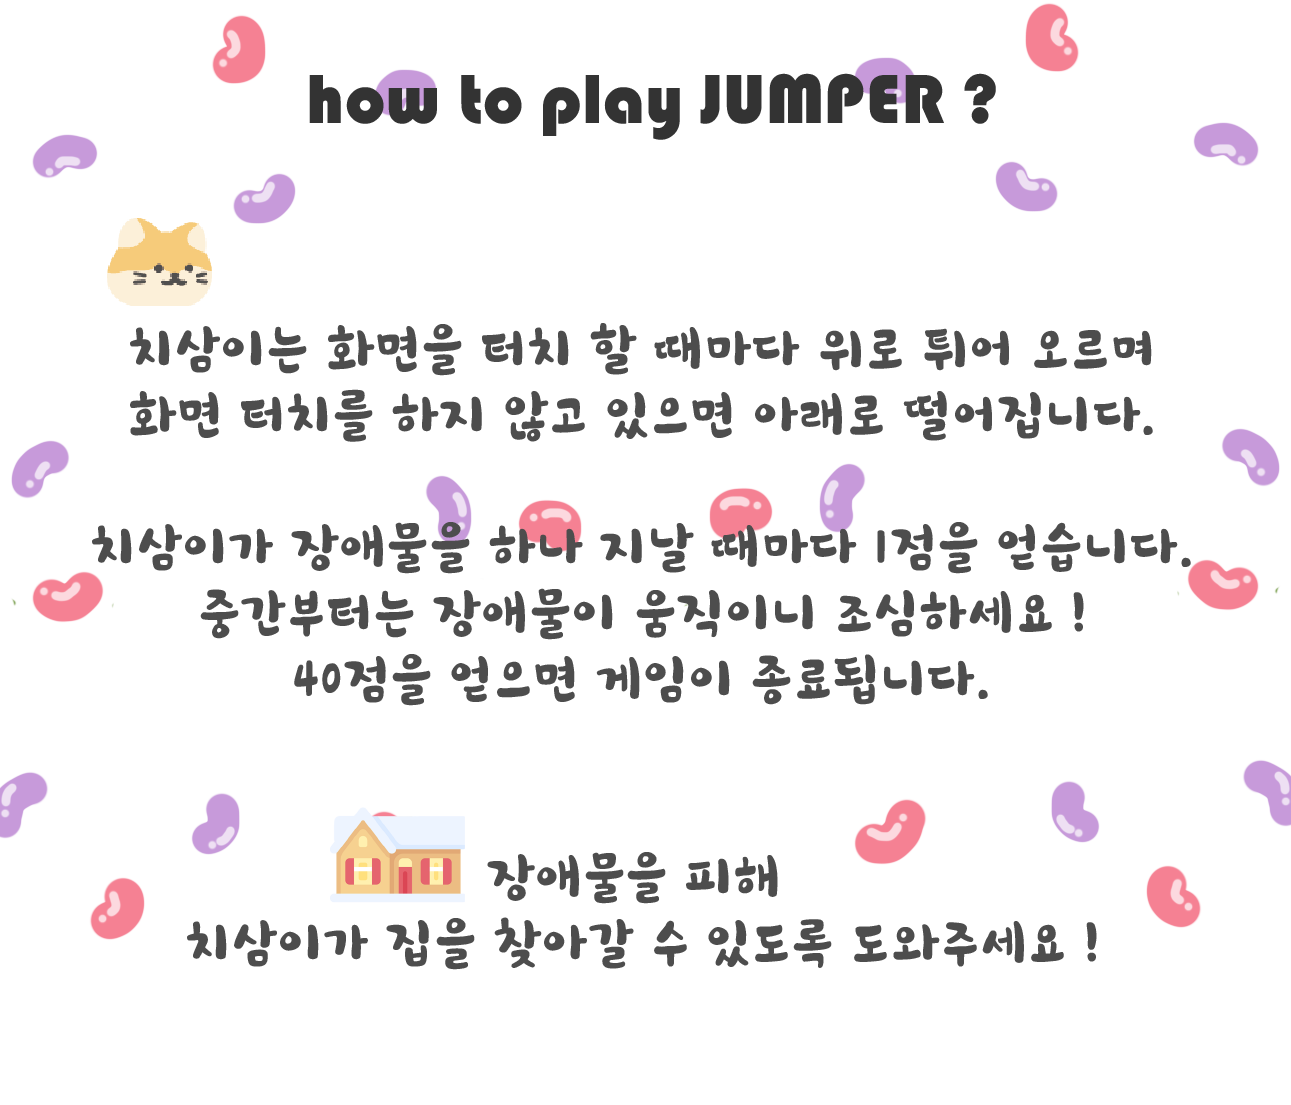 how to play JUMPER ?
치삼이는 화면을 터치 할 때마다 위로 튀어 오르며
화면 터치를 하지 않고 있으면 아래로 떨어집니다.
치삼이가 장애물을 하나 지날 때마다 1점을 얻습니다.
중간부터는 장애물이 움직이니 조심하세요 !
40점을 얻으면 게임이 종료됩니다.
장애물을 피해
치삼이가 집을 찾아갈 수 있도록 도와주세요 !